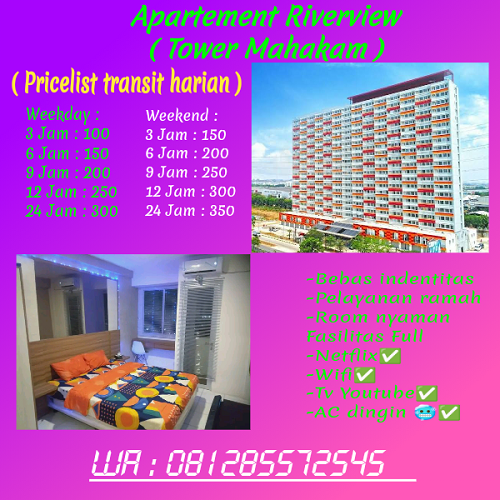 Apartement Riverview
( Tower Mahakam )
( Pricelist transit harian )
Weekday :
3 Jam : 100
6 Jam : 150
9 Jam : 200
12 Jam : 250
24 Jam : 300
Weekend :
3 Jam : 150
6 Jam : 200
9 Jam : 250
12 Jam : 300
24 Jam : 350
-Bebas indentitas
-Pelayanan ramah
-Room nyaman
Fasilitas Full
-Netflix✅
-Wifi✅
-Tv Youtube✅
-AC dingin 🥶✅
WA : 081285572545